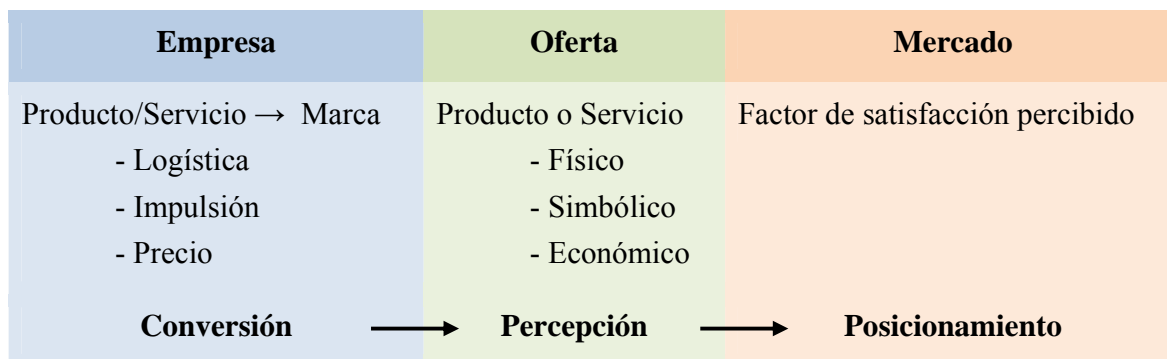 Empresa Oferta Mercado
Producto/Servicio → Marca Producto o Servicio Factor de satisfacción percibido
- Logística - Físico
- Impulsión - Simbólico
- Precio - Económico
Conversión Percepción Posicionamiento